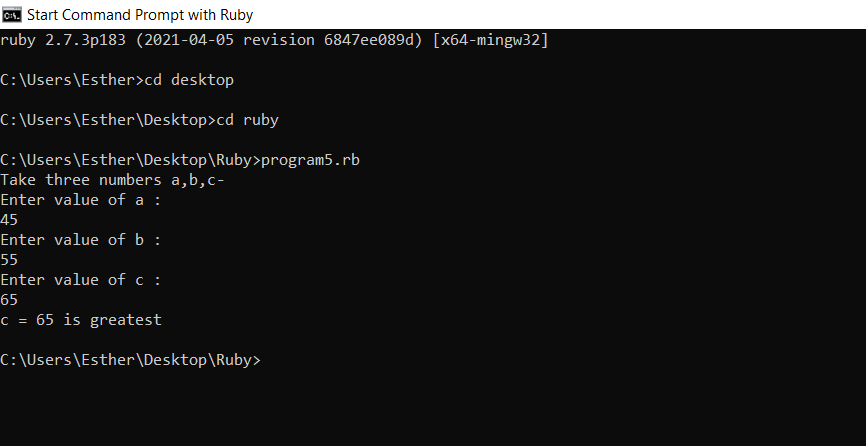 Start Command Prompt with Ruby
ruby 2.7.3p183 (2021-04-05 revision 6847ee089d) [x64-mingw32]
C:\Users\Esther>cd desktop
C:\Users\Esther\Desktop>cd ruby
C:\Users\Esther\Desktop\Ruby>program5.rb
Take three numbers a,b,c-
Enter value of a :
45
Enter value of b :
55
Enter value of c :
65
c = 65 is greatest
C:\Users\Esther\Desktop\Ruby>